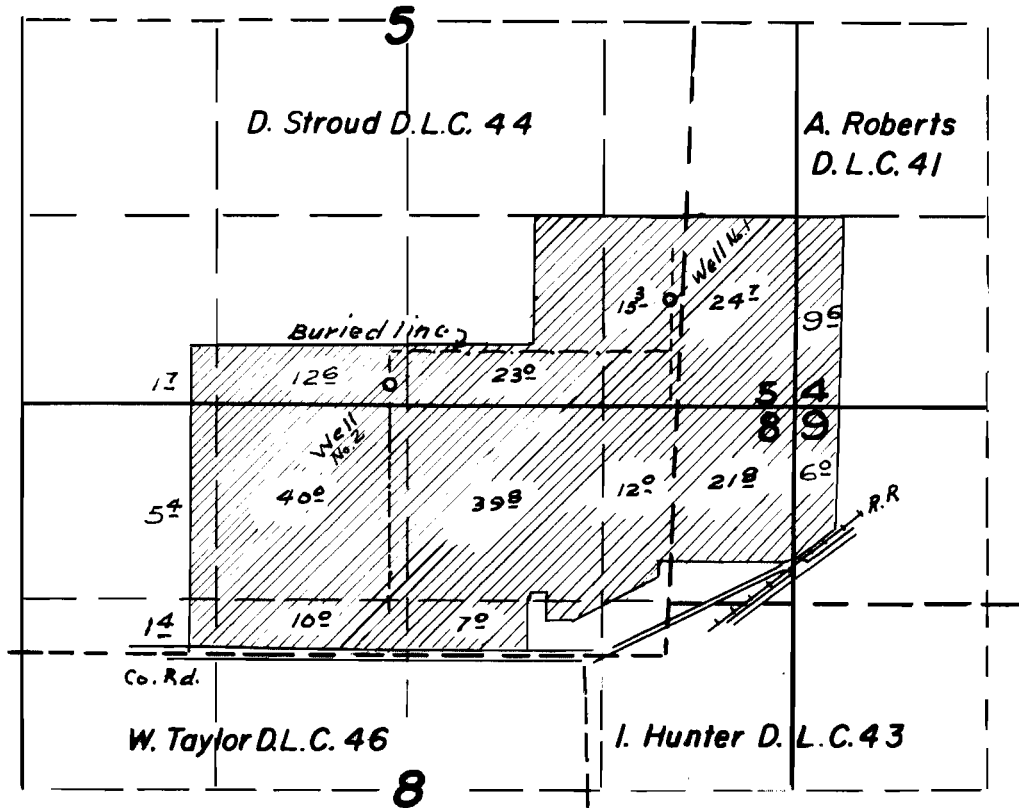 5
D. Stroud D.L.C. 44
A. Roberts
D.L.C. 41
Well No. 1
15 3
24 7
9 6
Buried line
1 7
12 6
23 0
5 4
8 9
Well
No. 2
5 4
40 0
39 8
12 0
21 8
6 0
R.R
1 4
10 0
7 0
Co. Rd.
W. Taylor D.L.C. 46
I. Hunter D.L.C. 43
8